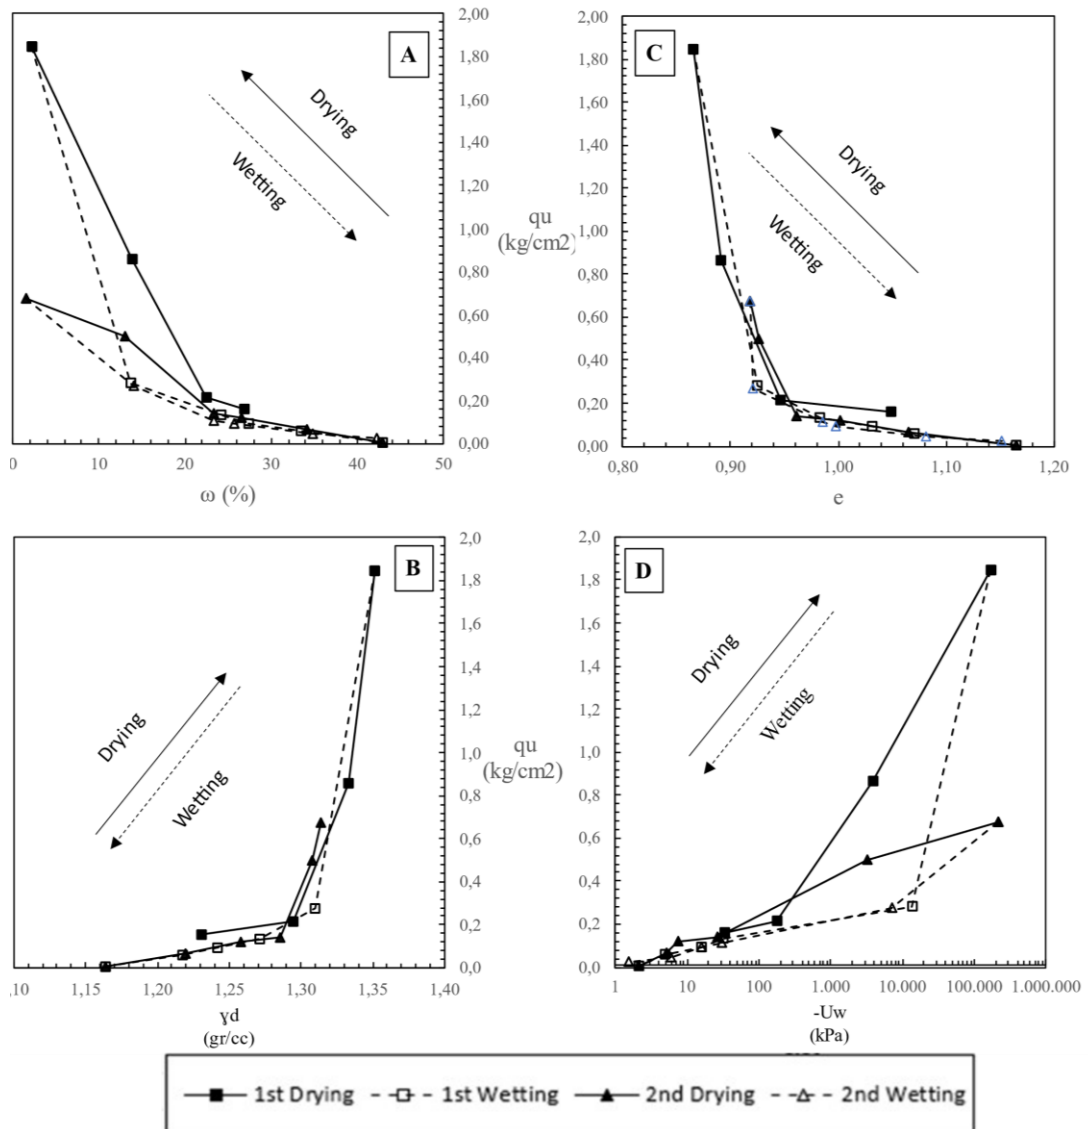 2,00
1,80
1,60
1,40
1,20
1,00
0,80
0,60
0,40
0,20
0,00
0
10
20
30
40
50
A
Drying
Wetting
ω (%)
qu
(kg/cm2)
2,00
1,80
1,60
1,40
1,20
1,00
0,80
0,60
0,40
0,20
0,00
0,80
0,90
1,00
1,10
1,20
C
Drying
Wetting
e
2,0
1,8
1,6
1,4
1,2
1,0
0,8
0,6
0,4
0,2
0,0
,10
1,20
1,30
1,35
1,40
B
Drying
Wetting
γd
(gr/cc)
qu
(kg/cm2)
2,0
1,8
1,6
1,4
1,2
1,0
0,8
0,6
0,4
0,2
0,0
1
10
100
1.000
10.000
100.000
1.000.000
D
Drying
Wetting
-Uw
(kPa)
1st Drying
1st Wetting
2nd Drying
2nd Wetting